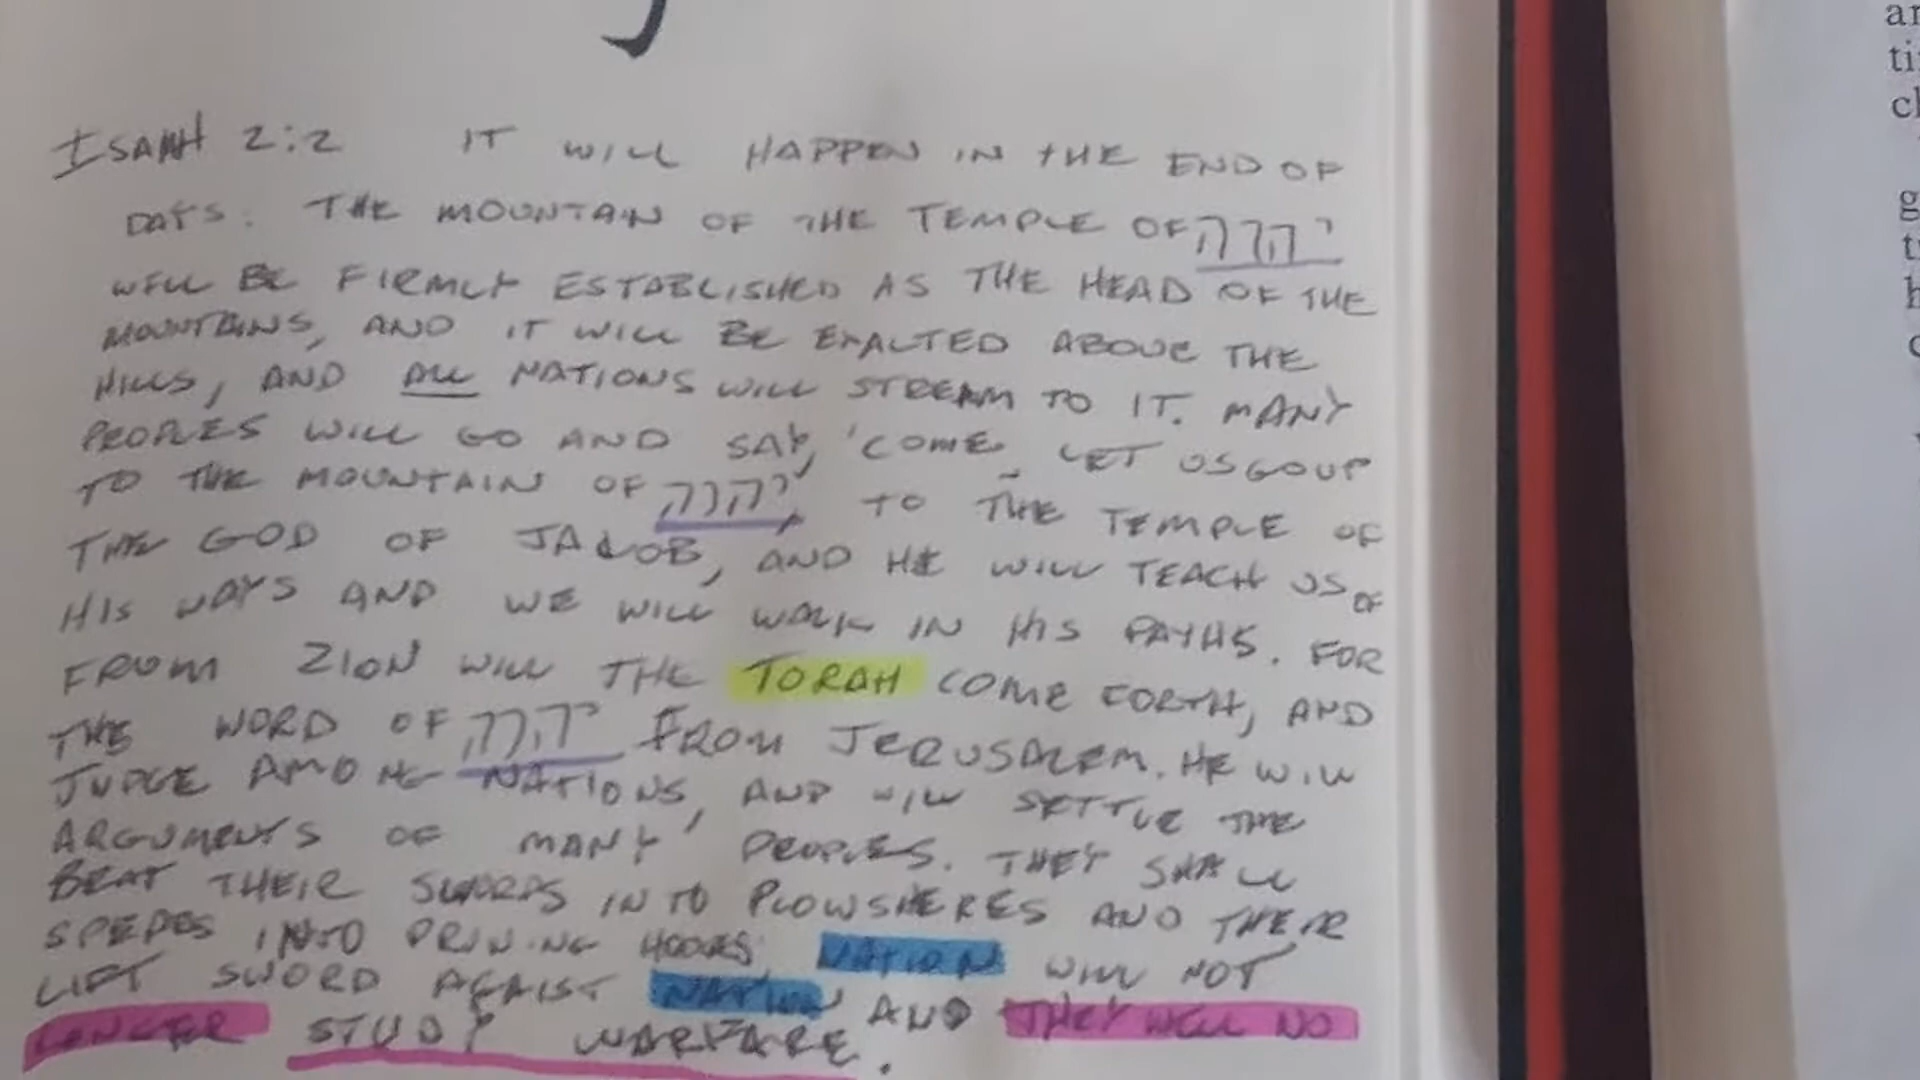 ISAIAH 2:2 IT WILL HAPPEN IN THE END OF
DAYS. THE MOUNTAIN OF THE TEMPLE OF יהוה
WILL BE FIRMLY ESTABLISHED AS THE HEAD OF THE
MOUNTAINS, AND IT WILL BE EXALTED ABOVE THE
HILLS, AND ALL NATIONS WILL STREAM TO IT. MANY
PEOPLES WILL GO AND SAY, 'COME, LET US GO UP
TO THE MOUNTAIN OF יהוה, TO THE TEMPLE OF
THE GOD OF JACOB, AND HE WILL TEACH US OF
HIS WAYS AND WE WILL WALK IN HIS PATHS. FOR
FROM ZION WILL THE TORAH COME FORTH, AND
THE WORD OF יהוה FROM JERUSALEM. HE WILL
JUDGE AMONG NATIONS, AND WILL SETTLE THE
ARGUMENTS OF MANY PEOPLES. THEY SHALL
BEAT THEIR SWORDS INTO PLOWSHERES AND THEIR
SPEARS INTO PRUNING HOOKS NATION WILL NOT
LIFT SWORD AGAIST NATION AND THEY WILL NO
LONGER STUDY WARFARE.